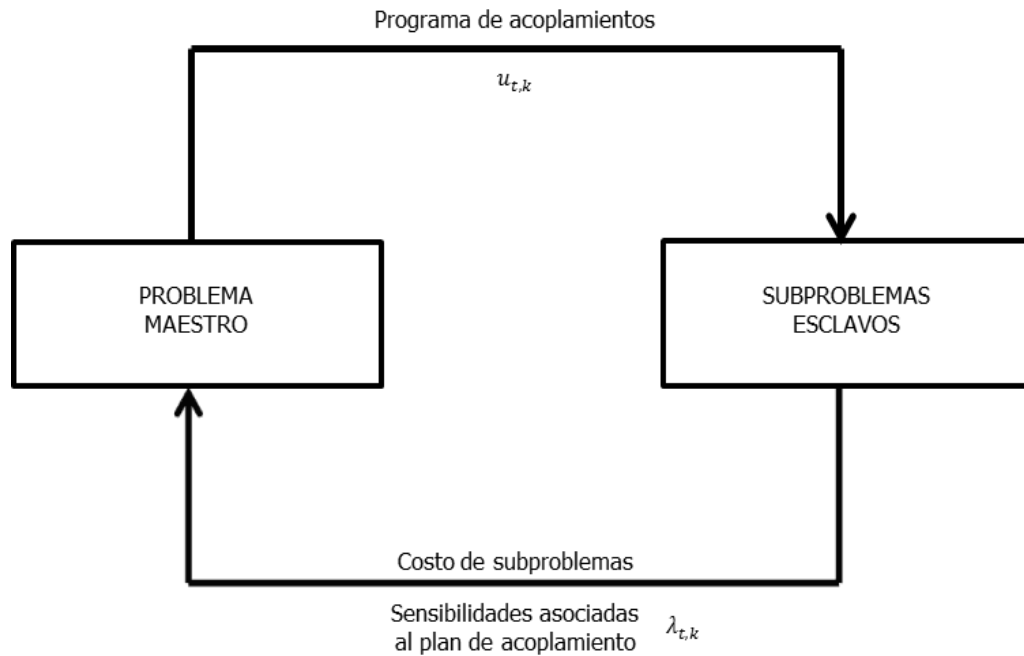 Programa de acoplamientos
u_{t,k}
PROBLEMA
MAESTRO
SUBPROBLEMAS
ESCLAVOS
Costo de subproblemas
Sensibilidades asociadas
al plan de acoplamiento λ_{t,k}